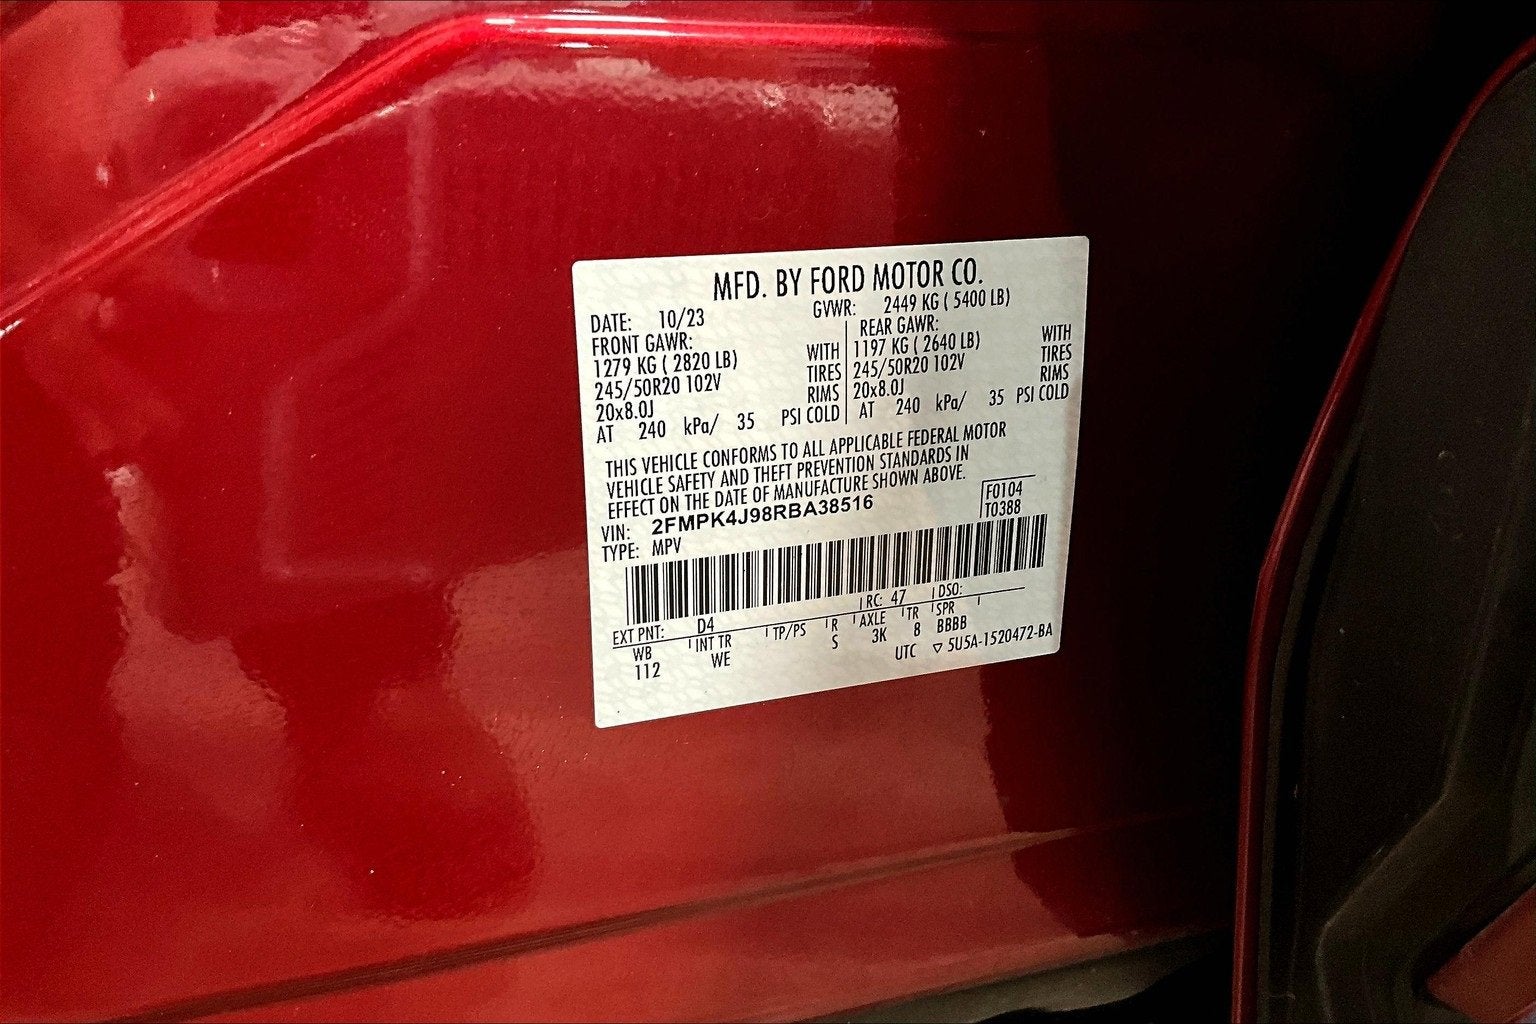 MFD. BY FORD MOTOR CO.
DATE: 10/23 GVWR: 2449 KG ( 5400 LB)
FRONT GAWR:
1279 KG ( 2820 LB) WITH
245/50R20 102V TIRES
20x8.0J RIMS
AT 240 kPa/ 35 PSI COLD
REAR GAWR:
1197 KG ( 2640 LB) WITH
245/50R20 102V TIRES
20x8.0J RIMS
AT 240 kPa/ 35 PSI COLD
THIS VEHICLE CONFORMS TO ALL APPLICABLE FEDERAL MOTOR
VEHICLE SAFETY AND THEFT PREVENTION STANDARDS IN
EFFECT ON THE DATE OF MANUFACTURE SHOWN ABOVE.
VIN: 2FMPK4J98RBA38516
TYPE: MPV
F0104
T0388
EXT PNT: D4 RC: 47 DSO:
WB INT TR TP/PS R AXLE TR SPR
112 WE S 3K 8 BBBB
UTC ▽ 5U5A-1520472-BA